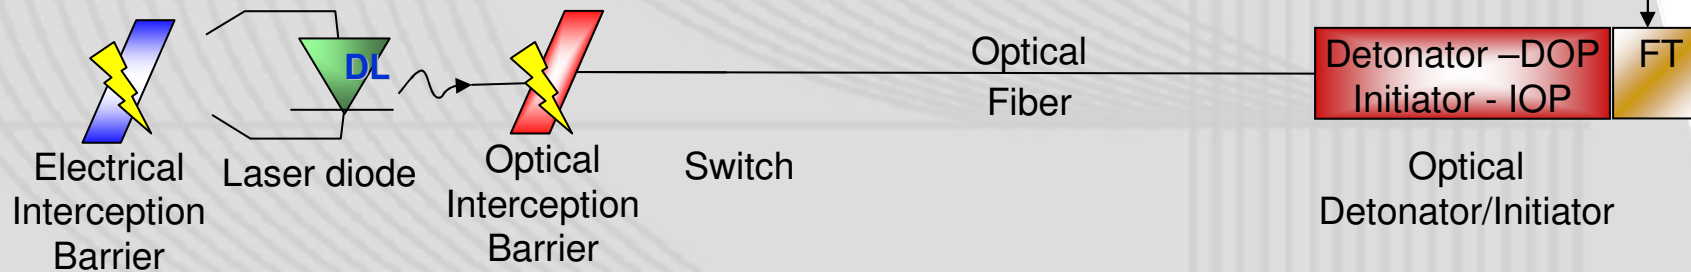 DL
Optical
Fiber
Detonator –DOP
Initiator - IOP
FT
Electrical
Interception
Barrier
Laser diode
Optical
Interception
Barrier
Switch
Optical
Detonator/Initiator